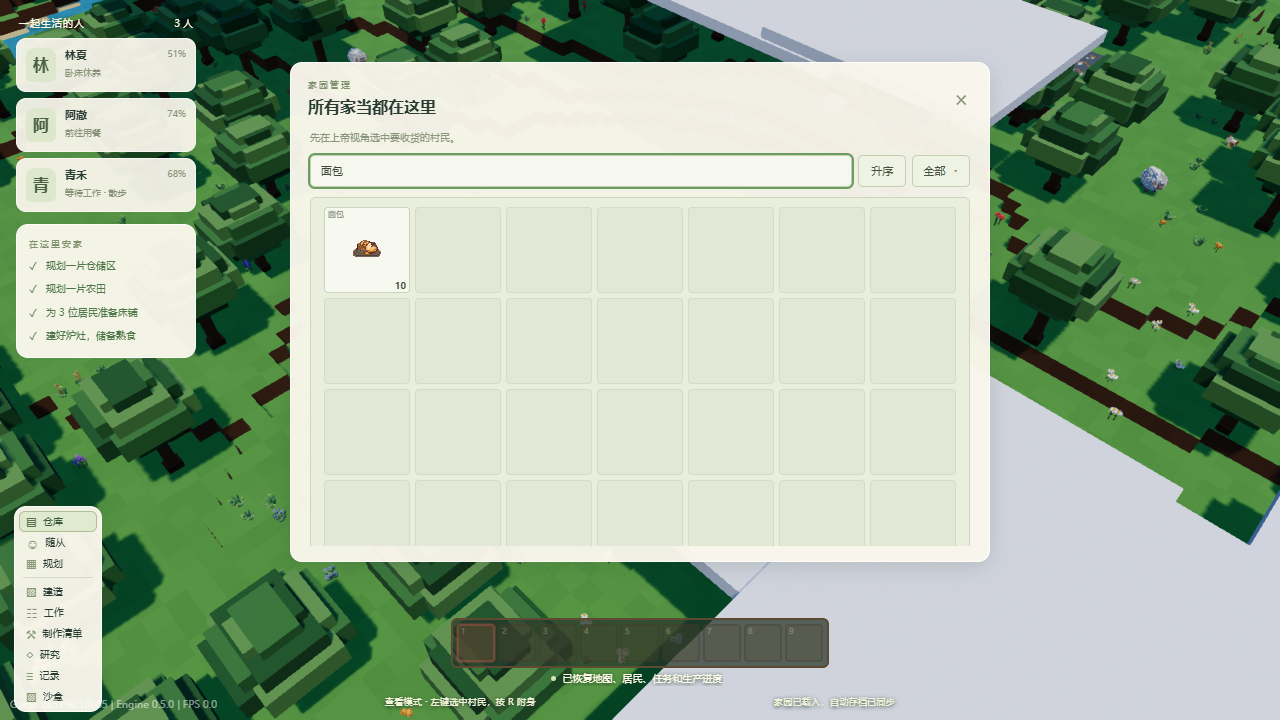 一起生活的人 3 人
林 林夏 51%
卧床休养
阿 阿澈 74%
前往用餐
青 青禾 68%
等待工作 · 散步
在这里安家
✓ 规划一片仓储区
✓ 规划一片农田
✓ 为 3 位居民准备床铺
✓ 建好炉灶，储备熟食
家园管理
所有家当都在这里
×
先在上帝视角选中要收货的村民。
面包
升序
全部
面包
10
仓库
随从
规划
建造
工作
制作清单
研究
记录
沙盒
1 2 3 4 5 6 7 8 9
已恢复地图、居民、任务和生产进度
查看模式 · 左键选中村民，按 R 附身
家园已载入，自动存档已同步
| Engine 0.5.0 | FPS 0.0